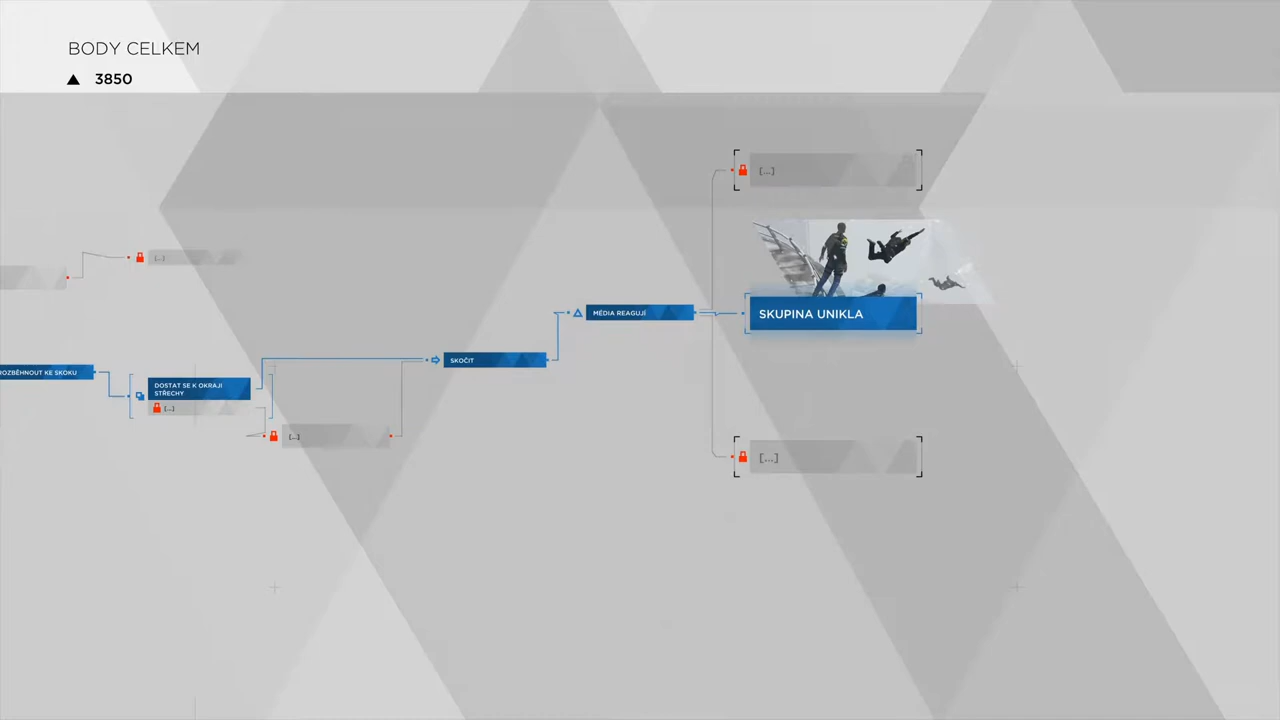 BODY CELKEM
3850
[...]
[...]
MÉDIA REAGUJÍ
SKUPINA UNIKLA
SKOČIT
ROZBĚHNOUT KE SKOKU
DOSTAT SE K OKRAJI
STŘECHY
[...]
[...]
[...]